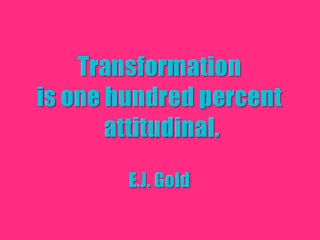 Transformation
is one hundred percent
attitudinal.
E.J. Gold